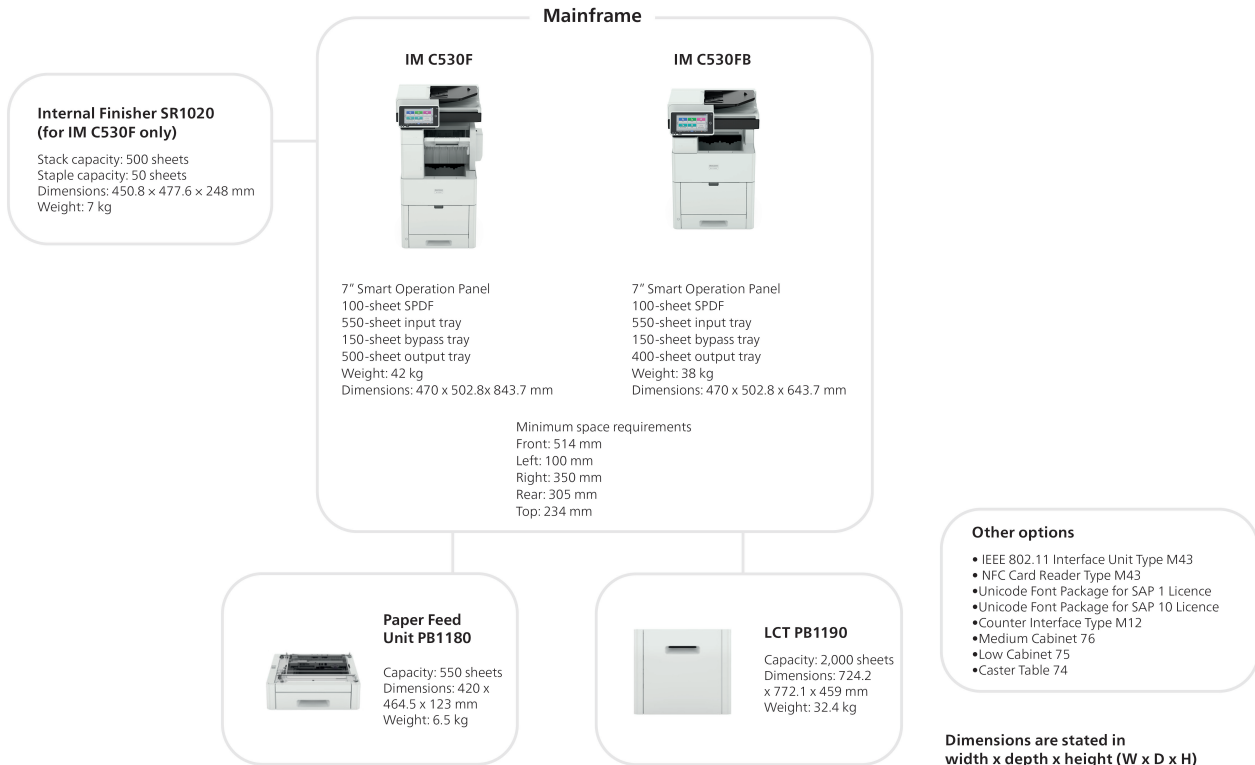 Mainframe
IM C530F
IM C530FB
Internal Finisher SR1020
(for IM C530F only)
Stack capacity: 500 sheets
Staple capacity: 50 sheets
Dimensions: 450.8 x 477.6 x 248 mm
Weight: 7 kg
7” Smart Operation Panel
100-sheet SPDF
550-sheet input tray
150-sheet bypass tray
500-sheet output tray
Weight: 42 kg
Dimensions: 470 x 502.8x 843.7 mm
7” Smart Operation Panel
100-sheet SPDF
550-sheet input tray
150-sheet bypass tray
400-sheet output tray
Weight: 38 kg
Dimensions: 470 x 502.8 x 643.7 mm
Minimum space requirements
Front: 514 mm
Left: 100 mm
Right: 350 mm
Rear: 305 mm
Top: 234 mm
Paper Feed
Unit PB1180
Capacity: 550 sheets
Dimensions: 420 x
464.5 x 123 mm
Weight: 6.5 kg
LCT PB1190
Capacity: 2,000 sheets
Dimensions: 724.2
x 772.1 x 459 mm
Weight: 32.4 kg
Other options
• IEEE 802.11 Interface Unit Type M43
• NFC Card Reader Type M43
•Unicode Font Package for SAP 1 Licence
•Unicode Font Package for SAP 10 Licence
•Counter Interface Type M12
•Medium Cabinet 76
•Low Cabinet 75
•Caster Table 74
Dimensions are stated in
width x depth x height (W x D x H)